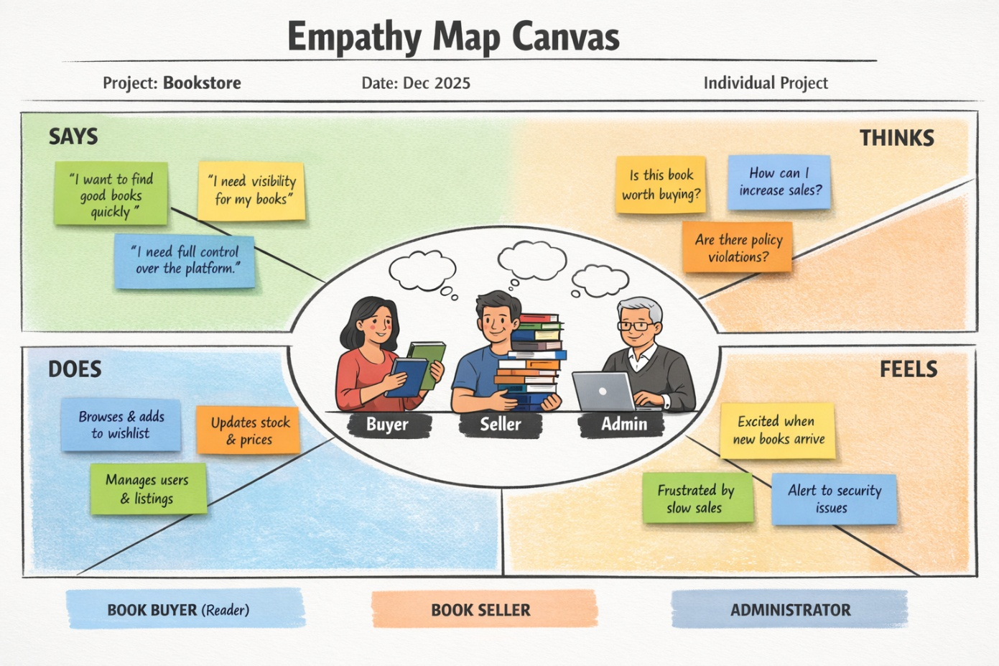 Empathy Map Canvas
Project: Bookstore
Date: Dec 2025
Individual Project
SAYS
“I want to find
good books
quickly ”
“I need visibility
for my books”
“I need full control
over the platform.”
THINKS
Is this book
worth buying?
How can I
increase sales?
Are there policy
violations?
Buyer
Seller
Admin
DOES
Browses & adds
to wishlist
Updates stock
& prices
Manages users
& listings
FEELS
Excited when
new books arrive
Frustrated by
slow sales
Alert to security
issues
BOOK BUYER (Reader)
BOOK SELLER
ADMINISTRATOR